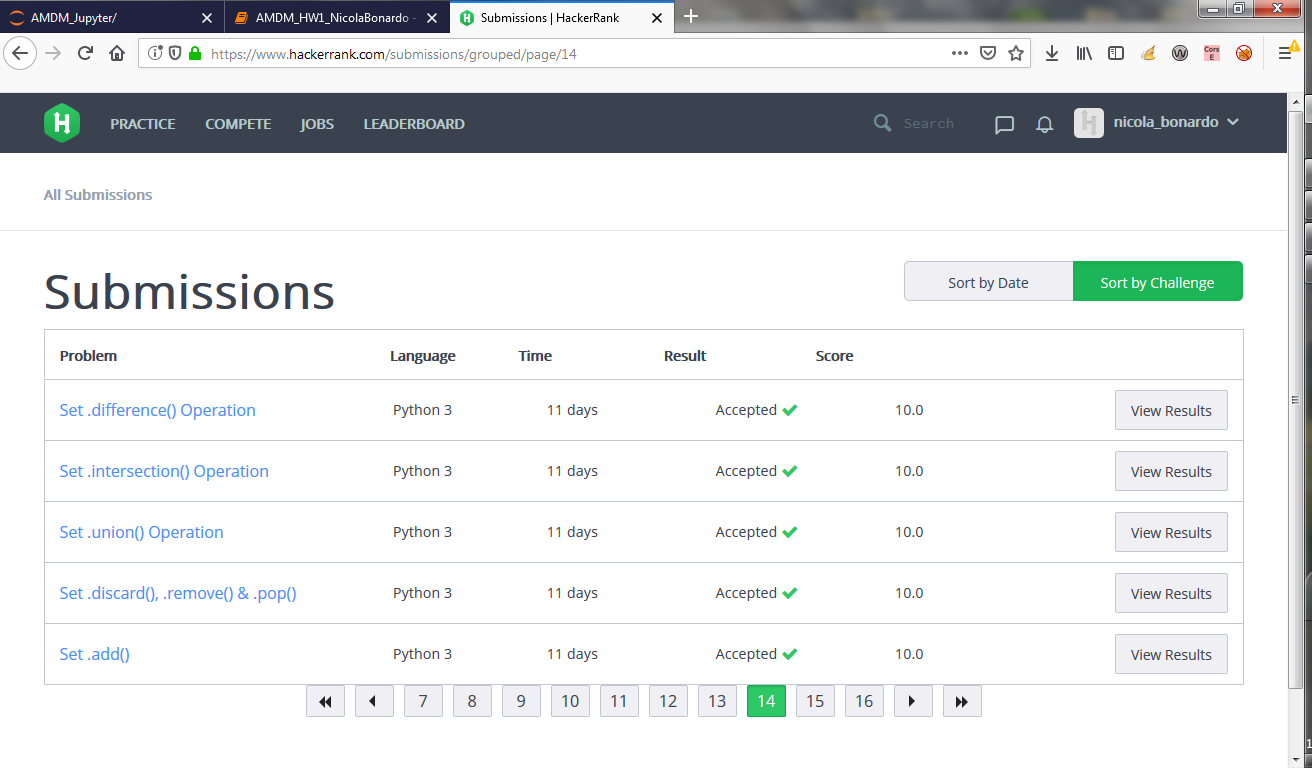 AMDM_Jupyter/
AMDM_HW1_NicolaBonardo -
Submissions | HackerRank
https://www.hackerrank.com/submissions/grouped/page/14
Cors E
PRACTICE COMPETE JOBS LEADERBOARD Search nicola_bonardo
All Submissions
Submissions
Sort by Date Sort by Challenge
Problem Language Time Result Score
Set .difference() Operation Python 3 11 days Accepted 10.0 View Results
Set .intersection() Operation Python 3 11 days Accepted 10.0 View Results
Set .union() Operation Python 3 11 days Accepted 10.0 View Results
Set .discard(), .remove() & .pop() Python 3 11 days Accepted 10.0 View Results
Set .add() Python 3 11 days Accepted 10.0 View Results
7 8 9 10 11 12 13 14 15 16